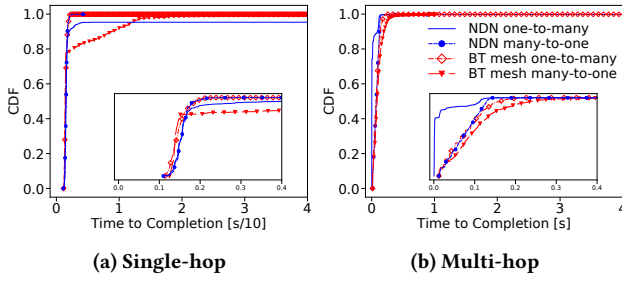 CDF
1.0
0.8
0.6
0.4
0.2
0.0
0.0 0.1 0.2 0.3 0.4
0 1 2 3 4
Time to Completion [s/10]
(a) Single-hop
CDF
1.0
0.8
0.6
0.4
0.2
0.0
NDN one-to-many
NDN many-to-one
BT mesh one-to-many
BT mesh many-to-one
0.0 0.1 0.2 0.3 0.4
0 1 2 3 4
Time to Completion [s]
(b) Multi-hop